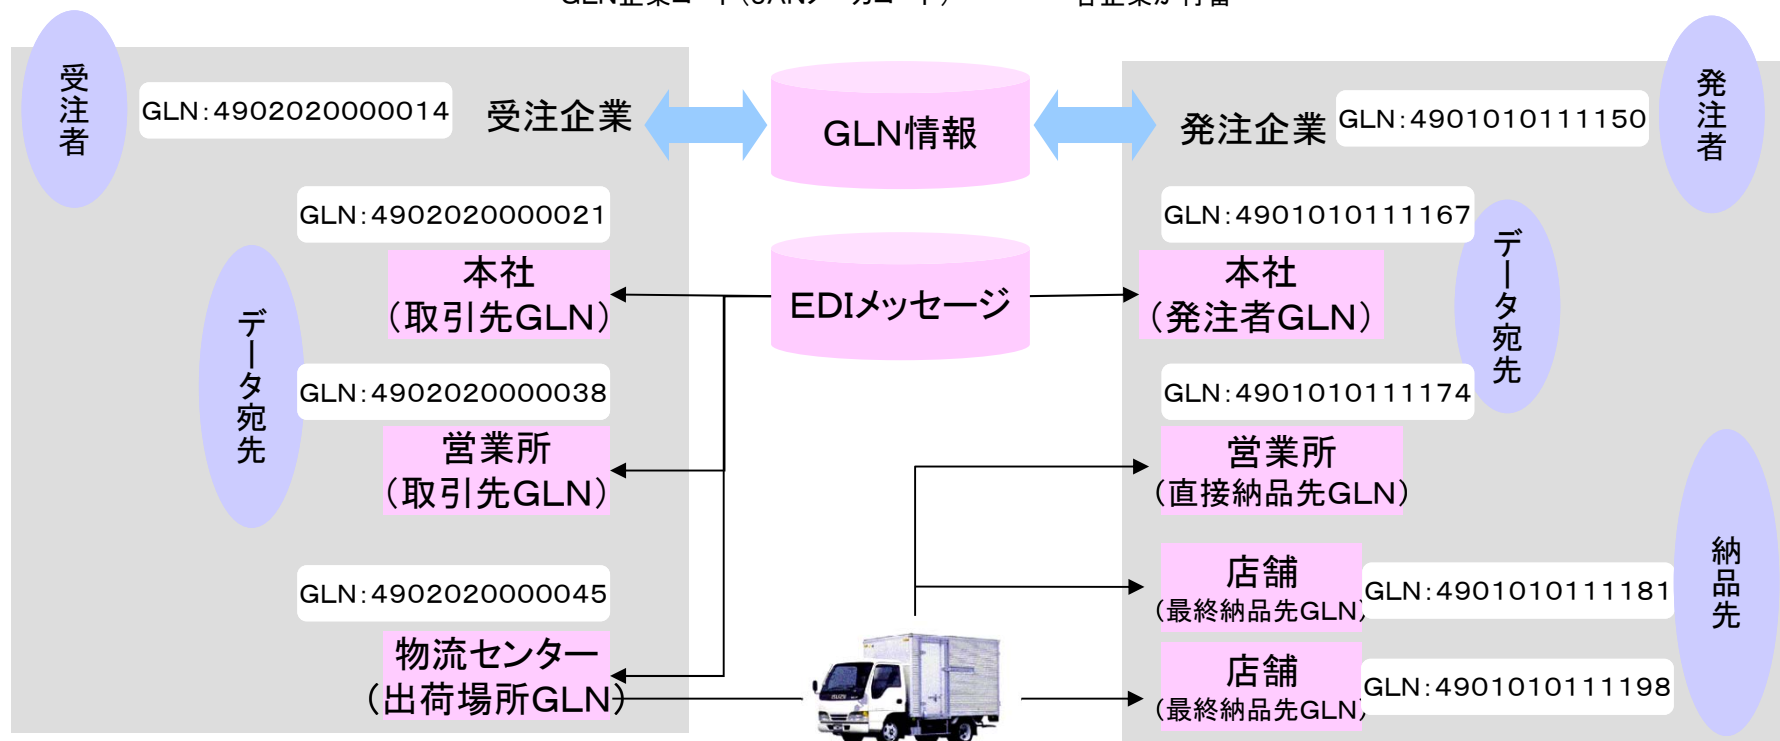 受注者
GLN:4902020000014
受注企業
GLN情報
発注企業
GLN:4901010111150
発注者
GLN:4902020000021
本社
(取引先GLN)
データ宛先
GLN:4902020000038
営業所
(取引先GLN)
GLN:4902020000045
物流センター
(出荷場所GLN)
EDIメッセージ
GLN:4901010111167
本社
(発注者GLN)
データ宛先
GLN:4901010111174
営業所
(直接納品先GLN)
店舗
(最終納品先GLN)
GLN:4901010111181
納品先
店舗
(最終納品先GLN)
GLN:4901010111198